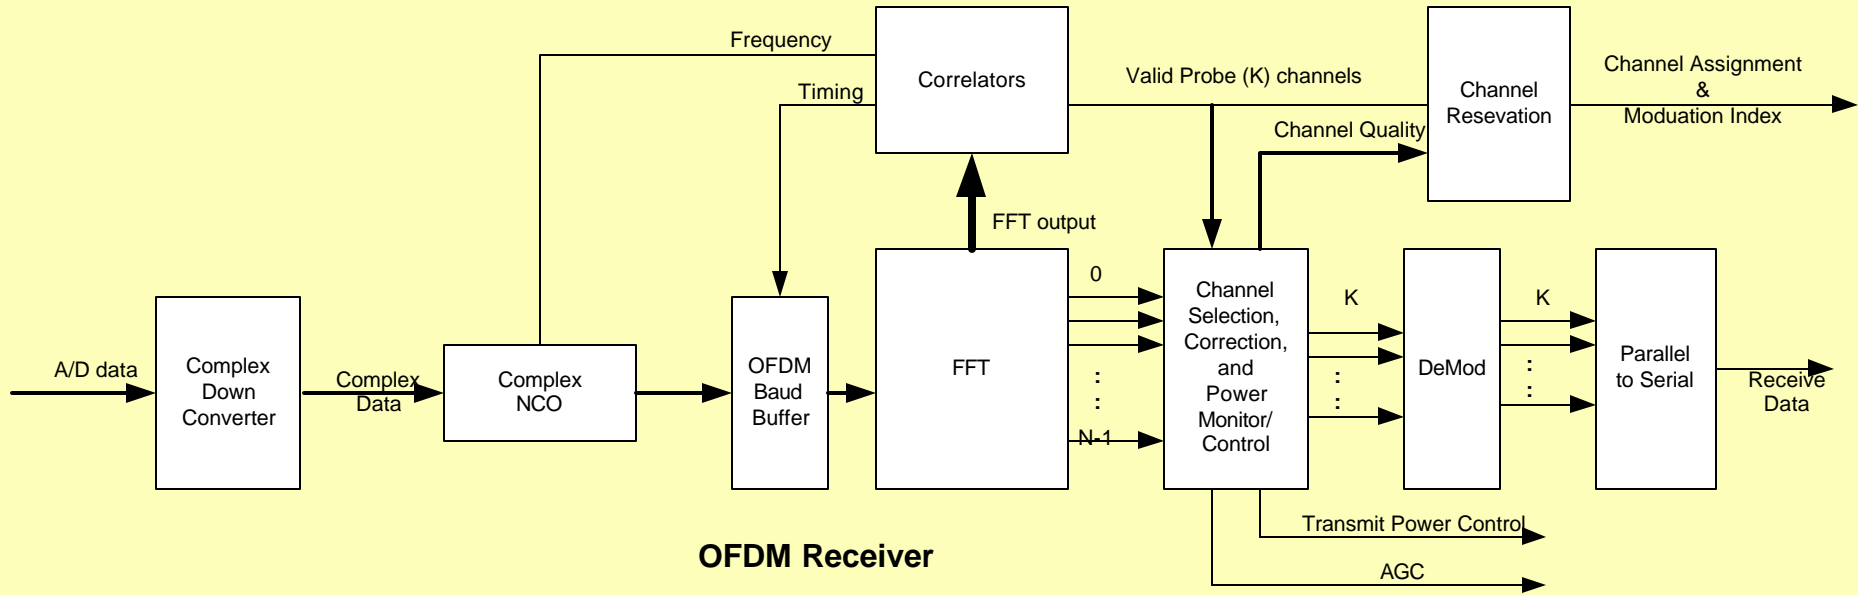 Frequency
Timing
Correlators
Valid Probe (K) channels
Channel Quality
Channel
Resevation
Channel Assignment
&
Moduation Index
FFT output
A/D data
Complex
Down
Converter
Complex
Data
Complex
NCO
OFDM
Baud
Buffer
FFT
0
:
:
N-1
Channel
Selection,
Correction,
and
Power
Monitor/
Control
K
:
:
DeMod
K
:
:
Parallel
to Serial
Receive
Data
Transmit Power Control
AGC
OFDM Receiver